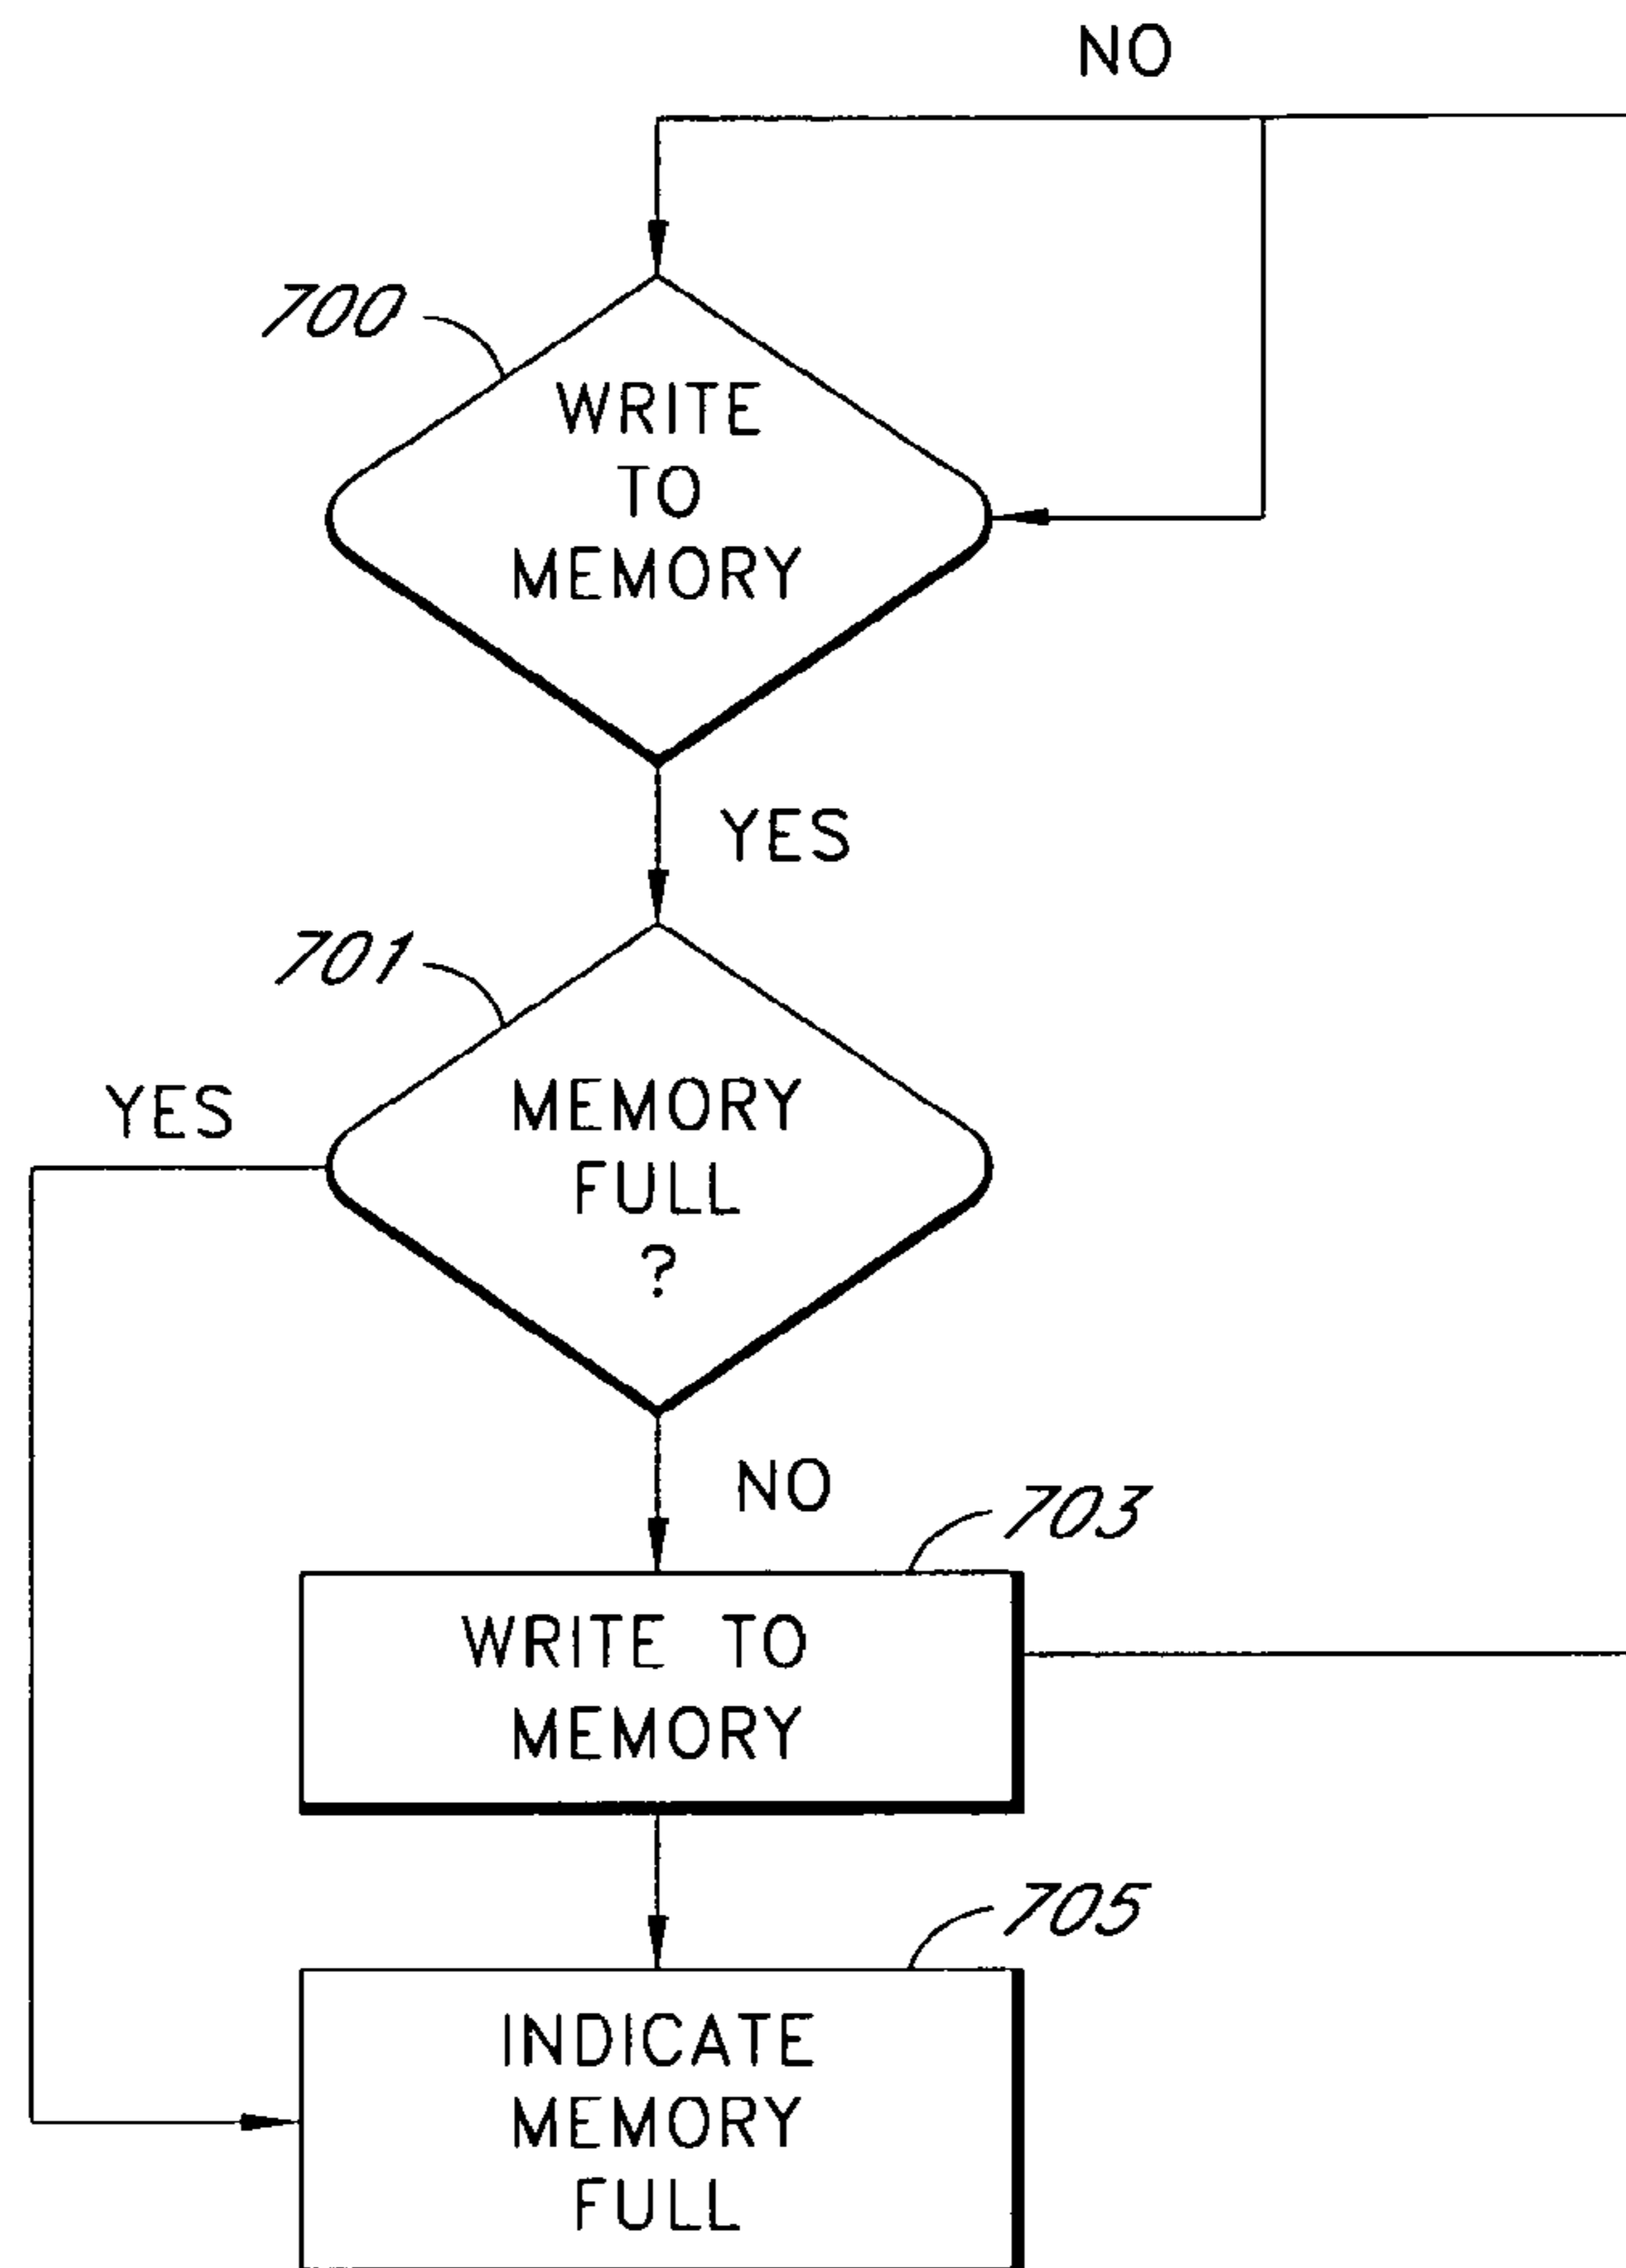 NO
700
WRITE
TO
MEMORY
YES
701
YES
MEMORY
FULL
?
NO
703
WRITE TO
MEMORY
705
INDICATE
MEMORY
FULL